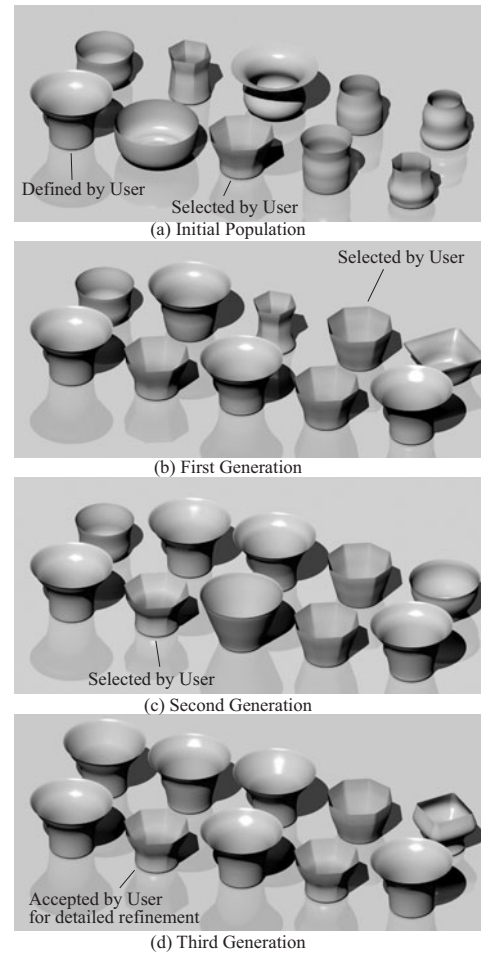 Defined by User
Selected by User
(a) Initial Population
Selected by User
(b) First Generation
Selected by User
(c) Second Generation
Accepted by User
for detailed refinement
(d) Third Generation